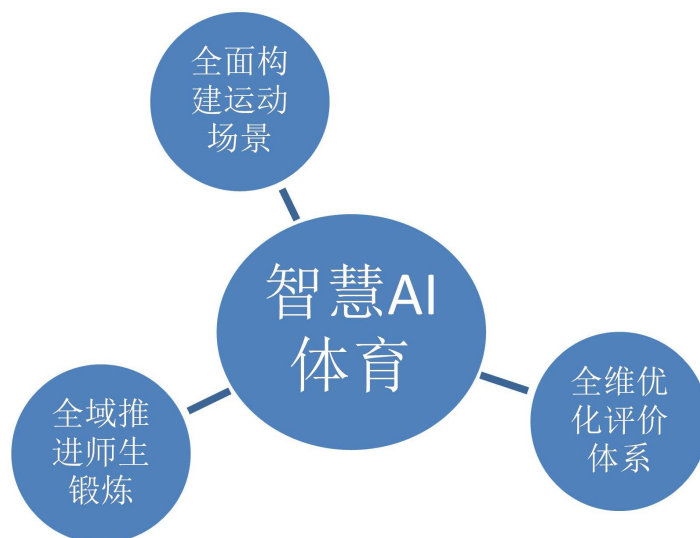 全面构
建运动
场景
智慧AI
体育
全域推
进师生
锻炼
全维优
化评价
体系